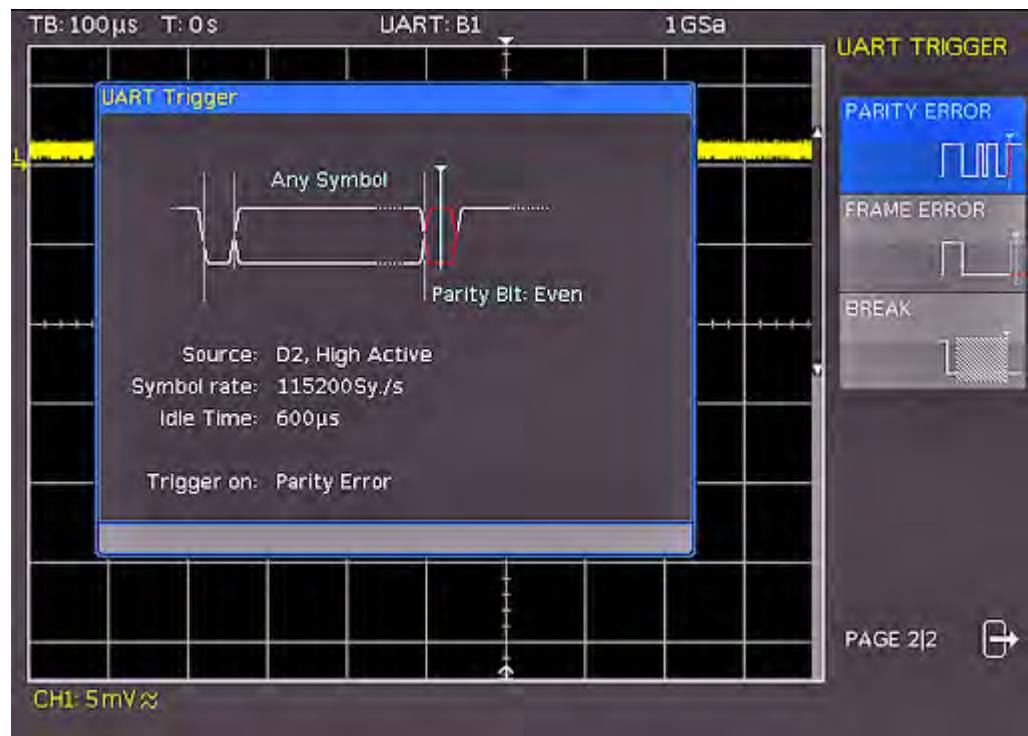 TB: 100µs T: 0s UART: B1 1GSa
UART TRIGGER
UART Trigger
PARITY ERROR
Any Symbol
FRAME ERROR
Parity Bit: Even
BREAK
1
Source: D2, High Active
Symbol rate: 115200Sy./s
Idle Time: 600µs
Trigger on: Parity Error
PAGE 2|2
CH1: 5mV≈